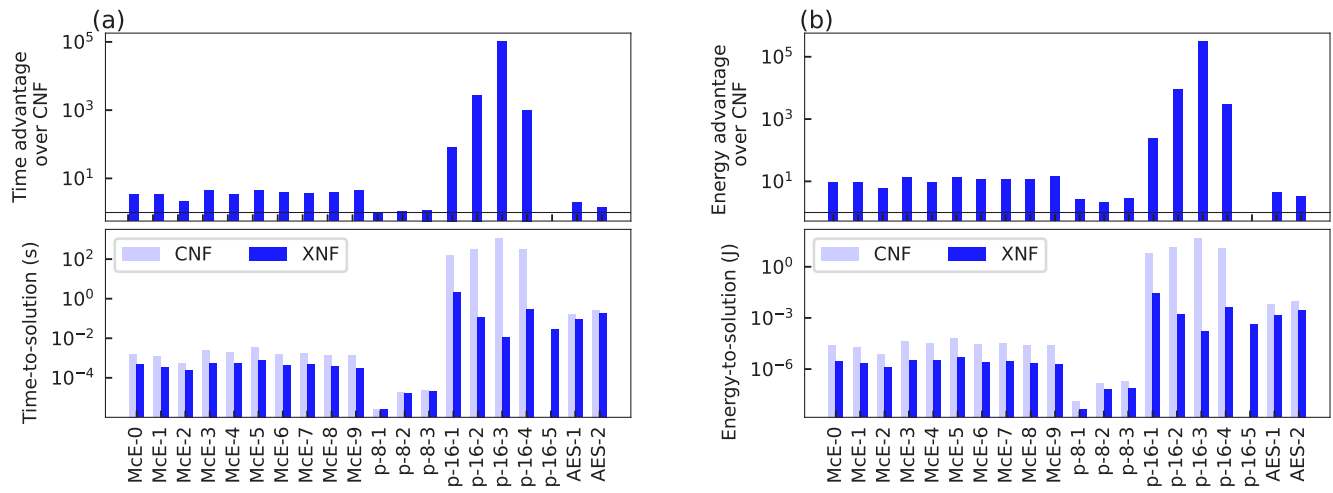 (a)
Time advantage
over CNF
10^5
10^3
10^1
Time-to-solution (s)
10^2
10^0
10^−2
10^−4
CNF XNF
McE-0 McE-1 McE-2 McE-3 McE-4 McE-5 McE-6 McE-7 McE-8 McE-9 p-8-1 p-8-2 p-8-3 p-16-1 p-16-2 p-16-3 p-16-4 p-16-5 AES-1 AES-2
(b)
Energy advantage
over CNF
10^5
10^3
10^1
Energy-to-solution (J)
10^0
10^−3
10^−6
CNF XNF
McE-0 McE-1 McE-2 McE-3 McE-4 McE-5 McE-6 McE-7 McE-8 McE-9 p-8-1 p-8-2 p-8-3 p-16-1 p-16-2 p-16-3 p-16-4 p-16-5 AES-1 AES-2